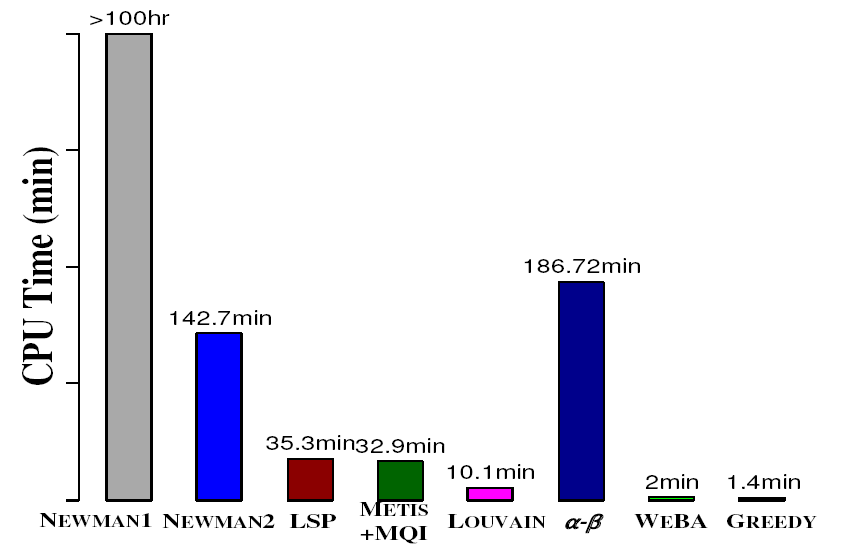 >100hr
CPU Time (min)
142.7min
35.3min
32.9min
10.1min
186.72min
2min
1.4min
NEWMAN1
NEWMAN2
LSP
METIS
+MQI
LOUVAIN
α-β
WEBA
GREEDY